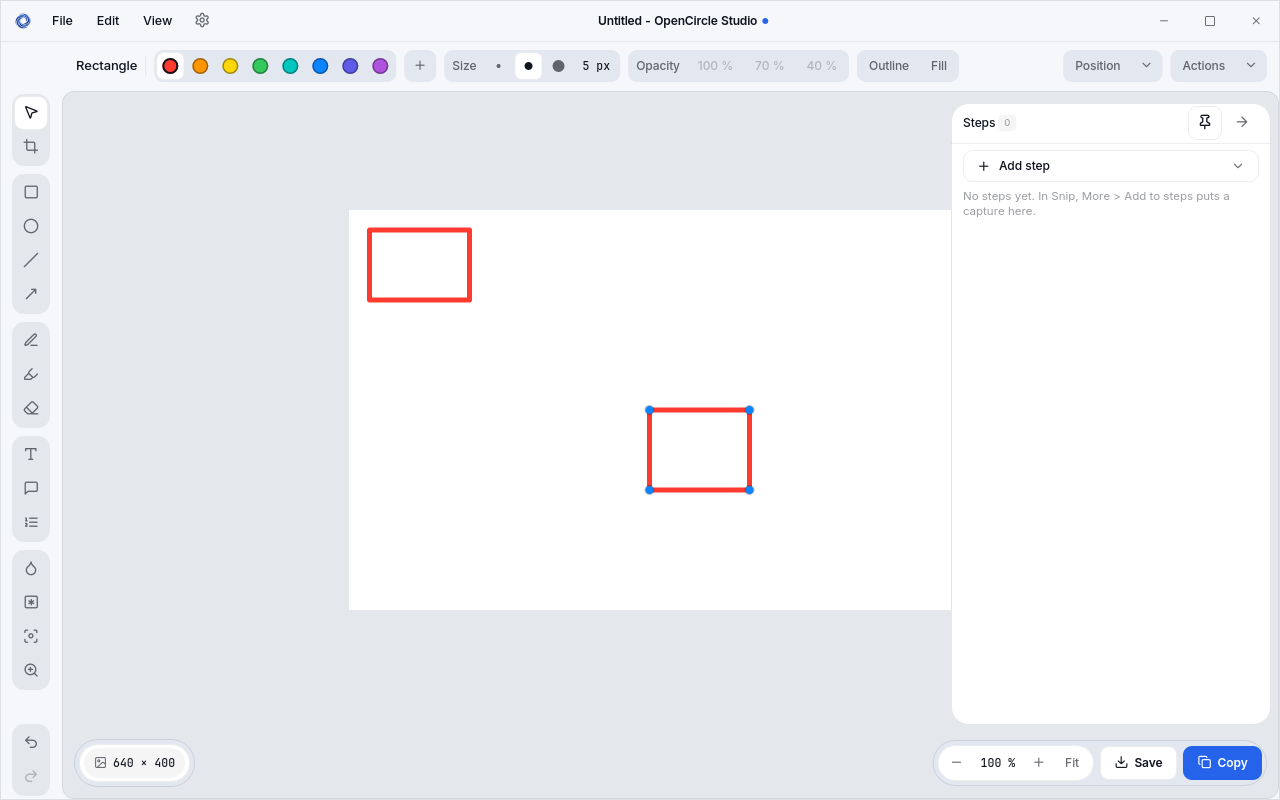 File Edit View Untitled - OpenCircle Studio
Rectangle Size 5 px Opacity 100 % 70 % 40 % Outline Fill Position Actions
Steps 0
Add step
No steps yet. In Snip, More > Add to steps puts a
capture here.
640 × 400 100 % Fit Save Copy